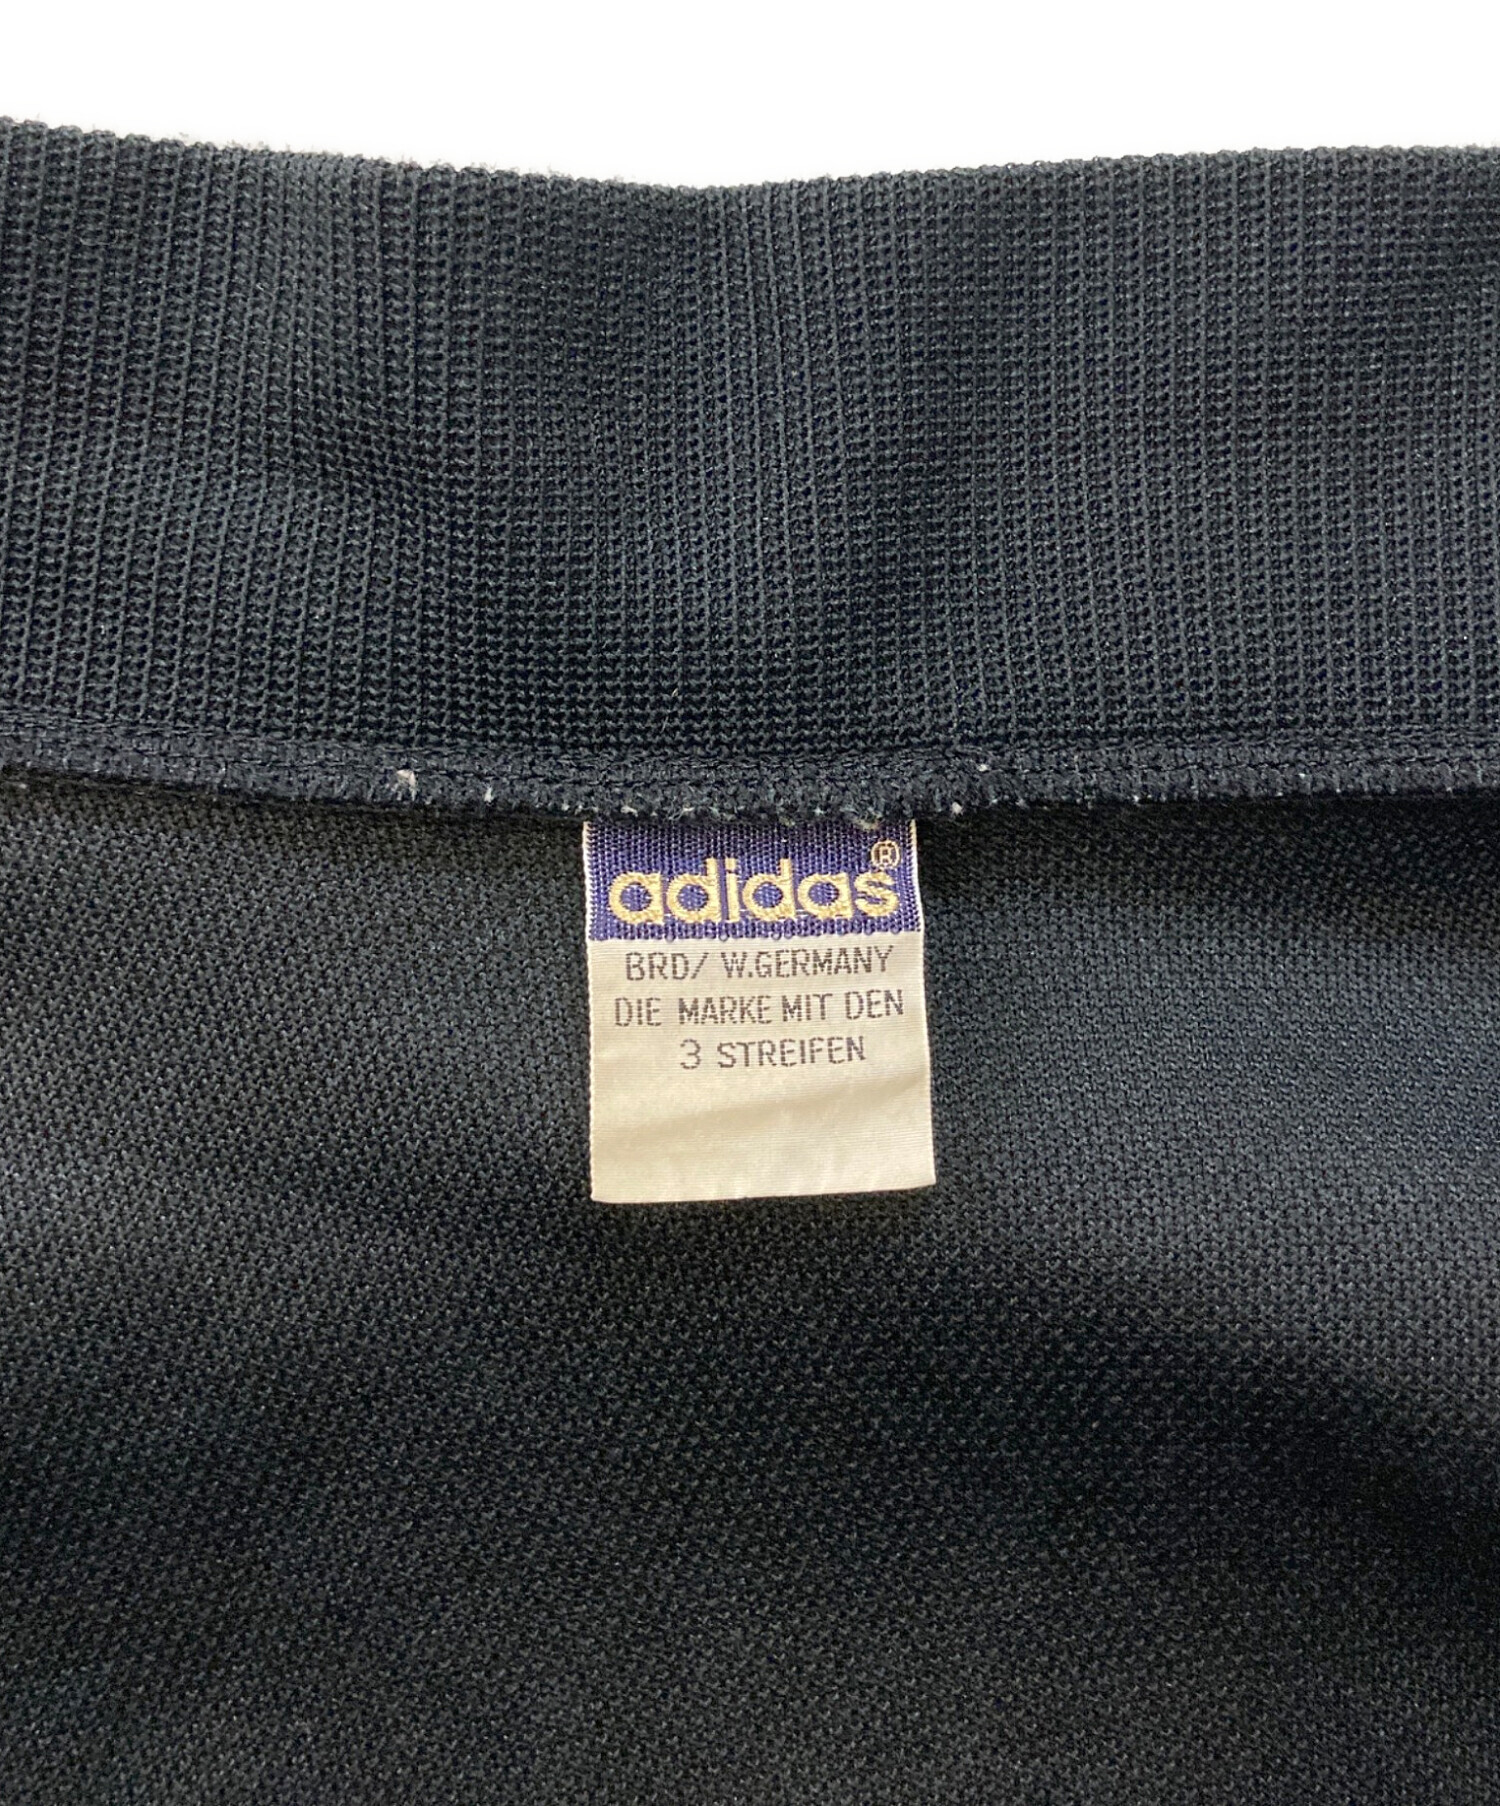 adidas®
BRD/ W.GERMANY
DIE MARKE MIT DEN
3 STREIFEN